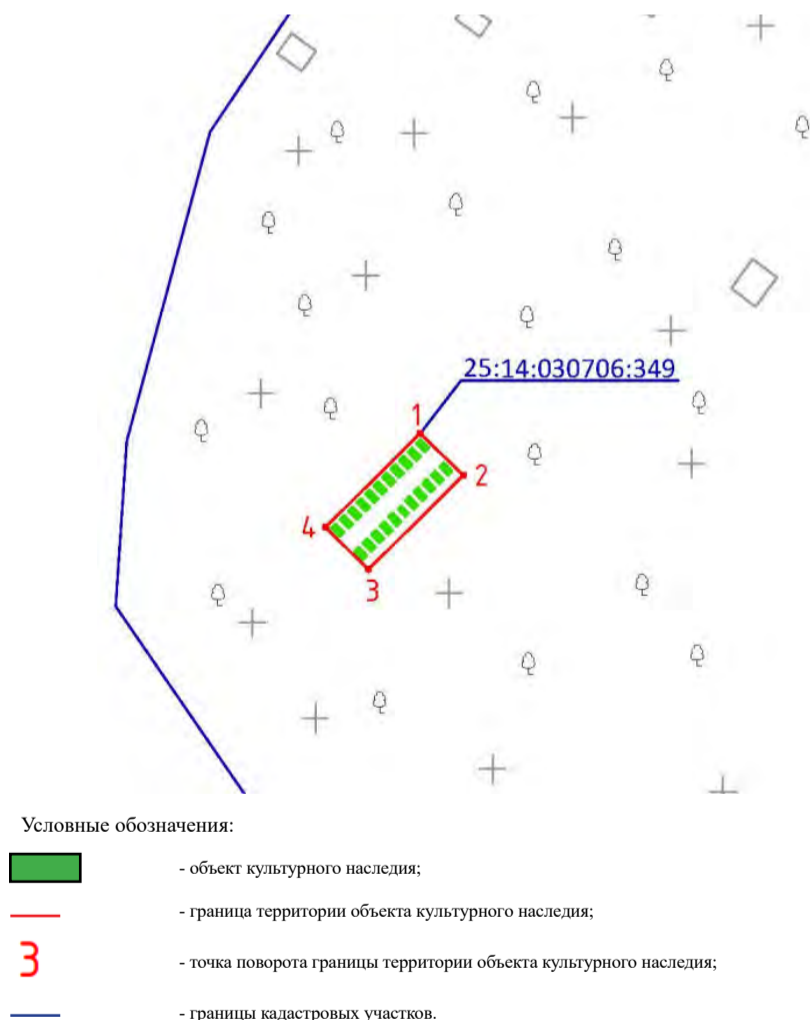 25:14:030706:349
1
2
4
3
Условные обозначения:
- объект культурного наследия;
- граница территории объекта культурного наследия;
3 - точка поворота границы территории объекта культурного наследия;
- границы кадастровых участков.